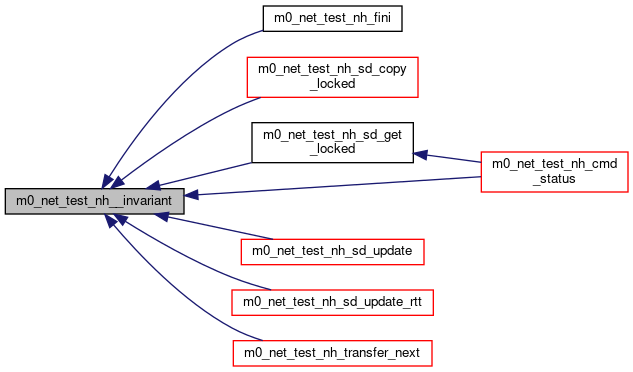 m0_net_test_nh_fini
m0_net_test_nh_sd_copy
_locked
m0_net_test_nh_sd_get
_locked
m0_net_test_nh_cmd
_status
m0_net_test_nh__invariant
m0_net_test_nh_sd_update
m0_net_test_nh_sd_update_rtt
m0_net_test_nh_transfer_next